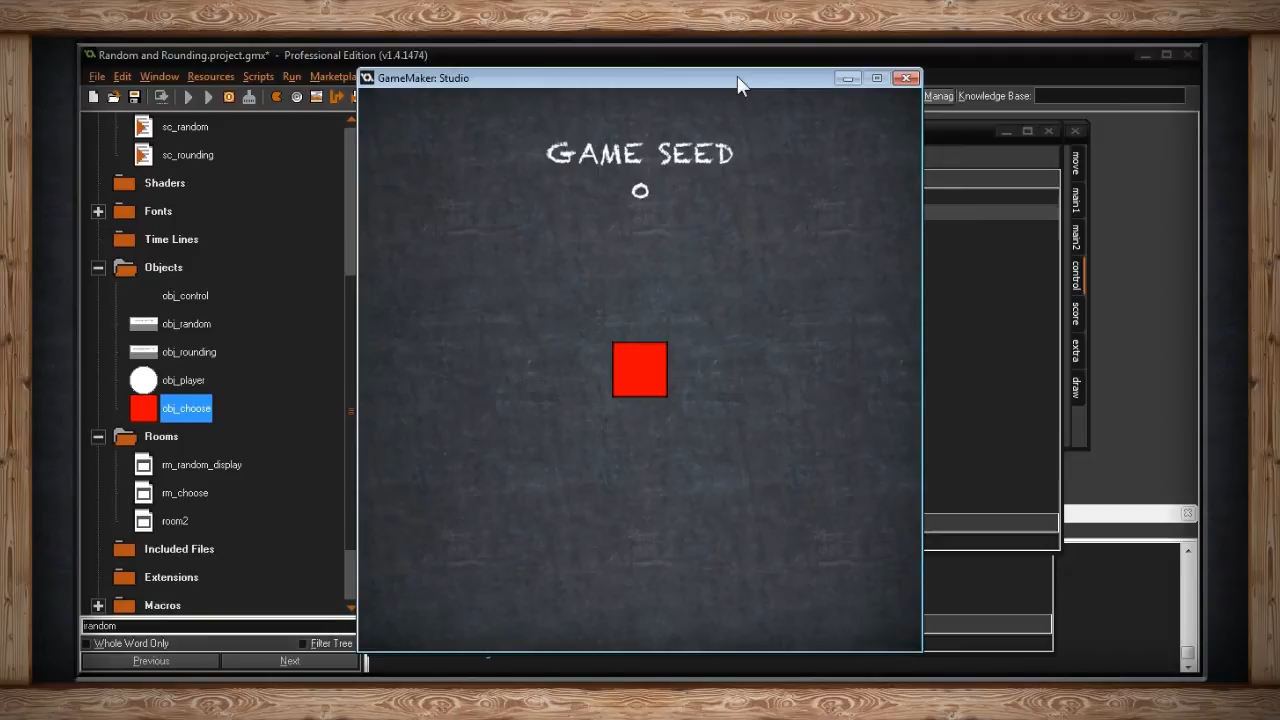 Random and Rounding.project.gmx* - Professional Edition (v1.4.1474)
File Edit Window Resources Scripts Run Marketpla
GameMaker: Studio
Manag Knowledge Base:
sc_random
sc_rounding
Shaders
Fonts
Time Lines
Objects
obj_control
obj_random
obj_rounding
obj_player
obj_choose
Rooms
rm_random_display
rm_choose
room2
Included Files
Extensions
Macros
irandom
Whole Word Only Filter Tree
Previous Next
GAME SEED
0
move
main1
main2
control
score
extra
draw